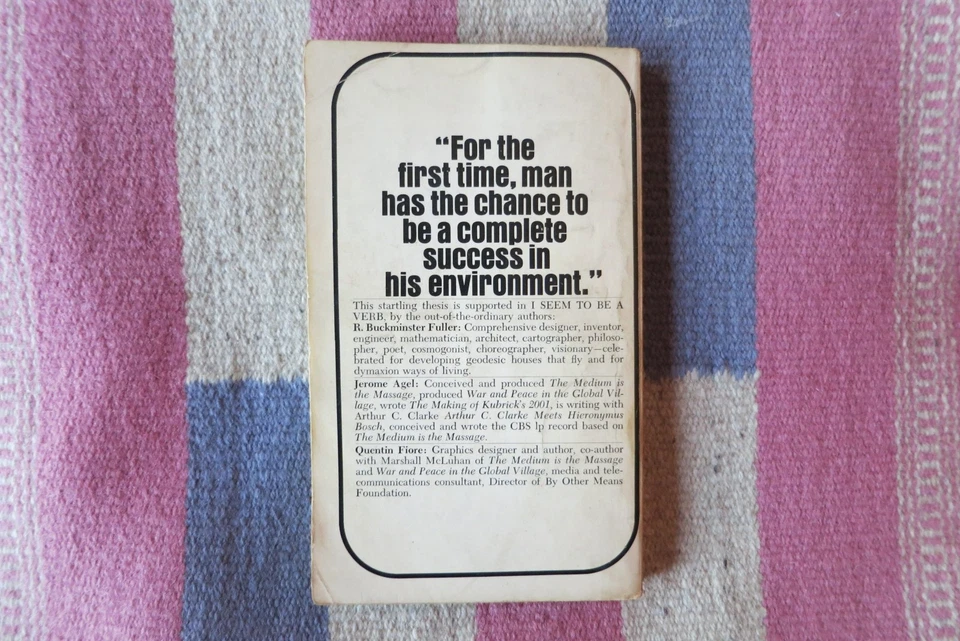 “For the
first time, man
has the chance to
be a complete
success in
his environment.”
This startling thesis is supported in I SEEM TO BE A
VERB, by the out-of-the-ordinary authors:
R. Buckminster Fuller: Comprehensive designer, inventor,
engineer, mathematician, architect, cartographer, philoso-
pher, poet, cosmogonist, choreographer, visionary—cele-
brated for developing geodesic houses that fly and for
dymaxion ways of living.
Jerome Agel: Conceived and produced The Medium is
the Massage, produced War and Peace in the Global Vil-
lage, wrote The Making of Kubrick's 2001, is writing with
Arthur C. Clarke Arthur C. Clarke Meets Hieronymus
Bosch, conceived and wrote the CBS lp record based on
The Medium is the Massage.
Quentin Fiore: Graphics designer and author, co-author
with Marshall McLuhan of The Medium is the Massage
and War and Peace in the Global Village, media and tele-
communications consultant, Director of By Other Means
Foundation.